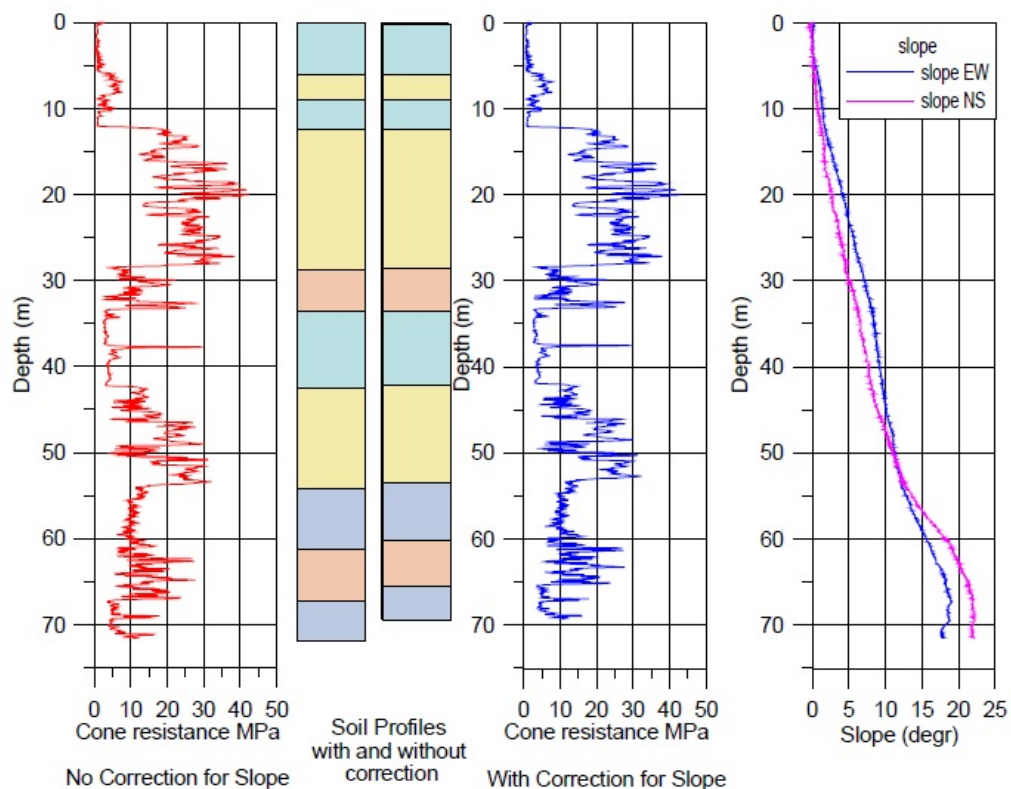 0
10
20
30
40
50
60
70
Depth (m)
0 10 20 30 40 50
Cone resistance MPa
No Correction for Slope
Soil Profiles
with and without
correction
0
10
20
30
40
50
60
70
Depth (m)
0 10 20 30 40 50
Cone resistance MPa
With Correction for Slope
slope
slope EW
slope NS
0
10
20
30
40
50
60
70
Depth (m)
0 5 10 15 20 25
Slope (degr)